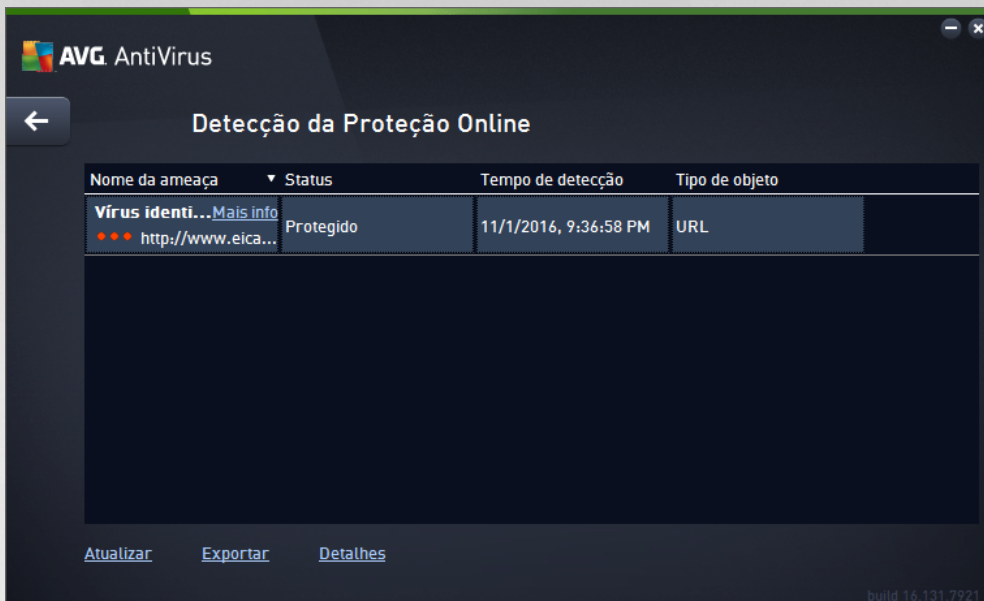 AVG. AntiVirus
Detecção da Proteção Online
Nome da ameaça Status Tempo de detecção Tipo de objeto
Vírus identi... Mais info
http://www.eica... Protegido 11/1/2016, 9:36:58 PM URL
Atualizar Exportar Detalhes
build 16.131.7921